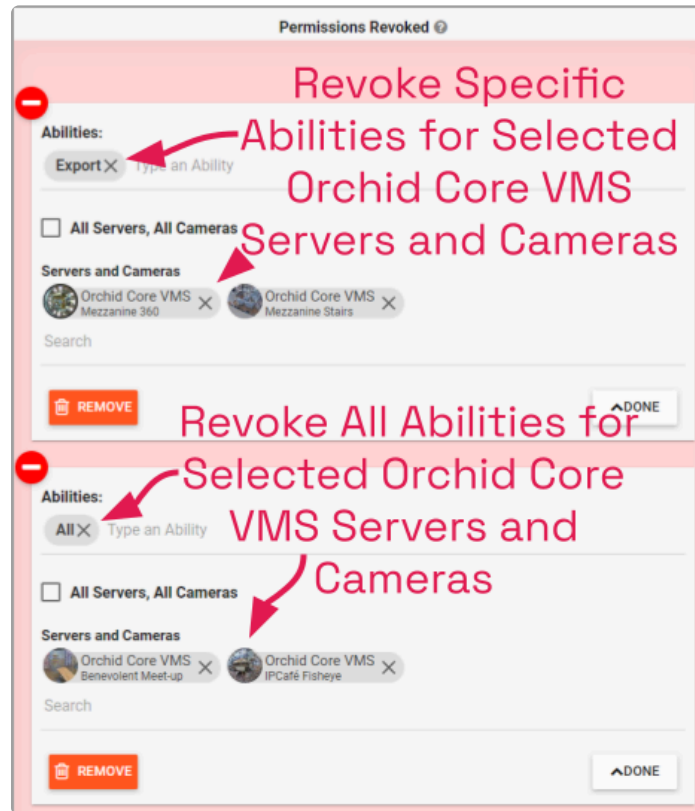 Permissions Revoked
Revoke Specific
Abilities for Selected
Orchid Core VMS
Servers and Cameras
Abilities:
Export
Type an Ability
All Servers, All Cameras
Servers and Cameras
Orchid Core VMS
Mezzanine 360
Orchid Core VMS
Mezzanine Stairs
Search
REMOVE
DONE
Revoke All Abilities for
Selected Orchid Core
VMS Servers and
Cameras
Abilities:
All
Type an Ability
All Servers, All Cameras
Servers and Cameras
Orchid Core VMS
Benevolent Meet-up
Orchid Core VMS
IPCafé Fisheye
Search
REMOVE
DONE